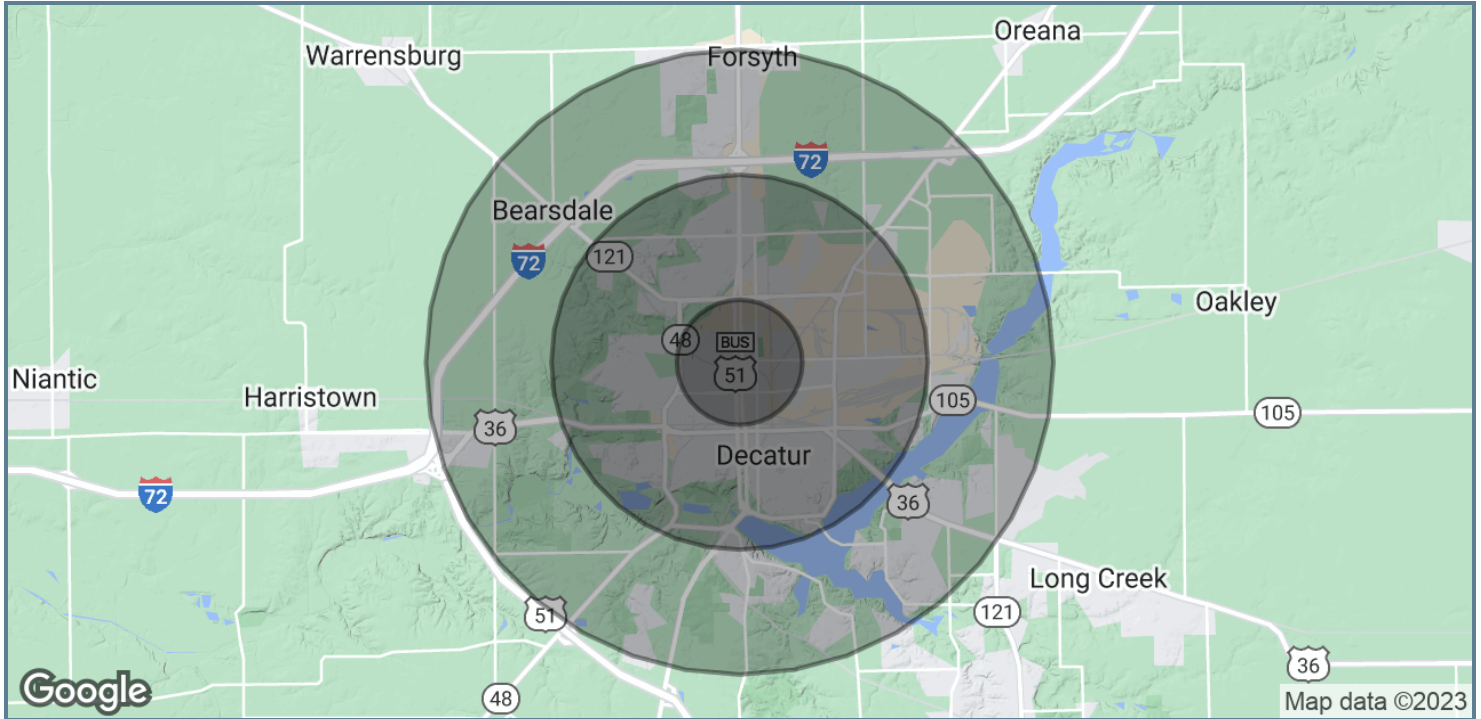 Oreana
Warrensburg
Forsyth
72
Bearsdale
121
72
Oakley
48
BUS
51
Niantic
Harristown
105
105
36
Decatur
72
36
Long Creek
51
121
36
48
Google
Map data ©2023